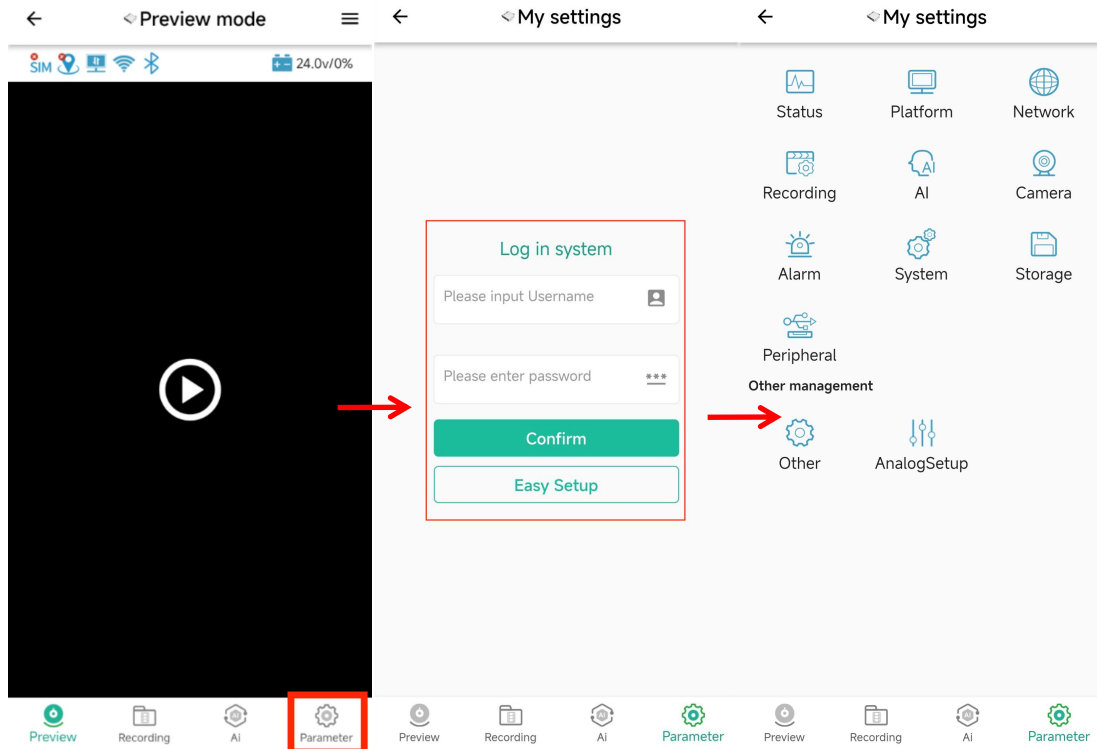 Preview mode
SIM 24.0v/0%
Preview Recording Ai Parameter
My settings
Log in system
Please input Username
Please enter password
***
Confirm
Easy Setup
Preview Recording Ai Parameter
My settings
Status Platform Network
AI
Recording AI Camera
Alarm System Storage
Peripheral
Other management
Other AnalogSetup
Preview Recording Ai Parameter